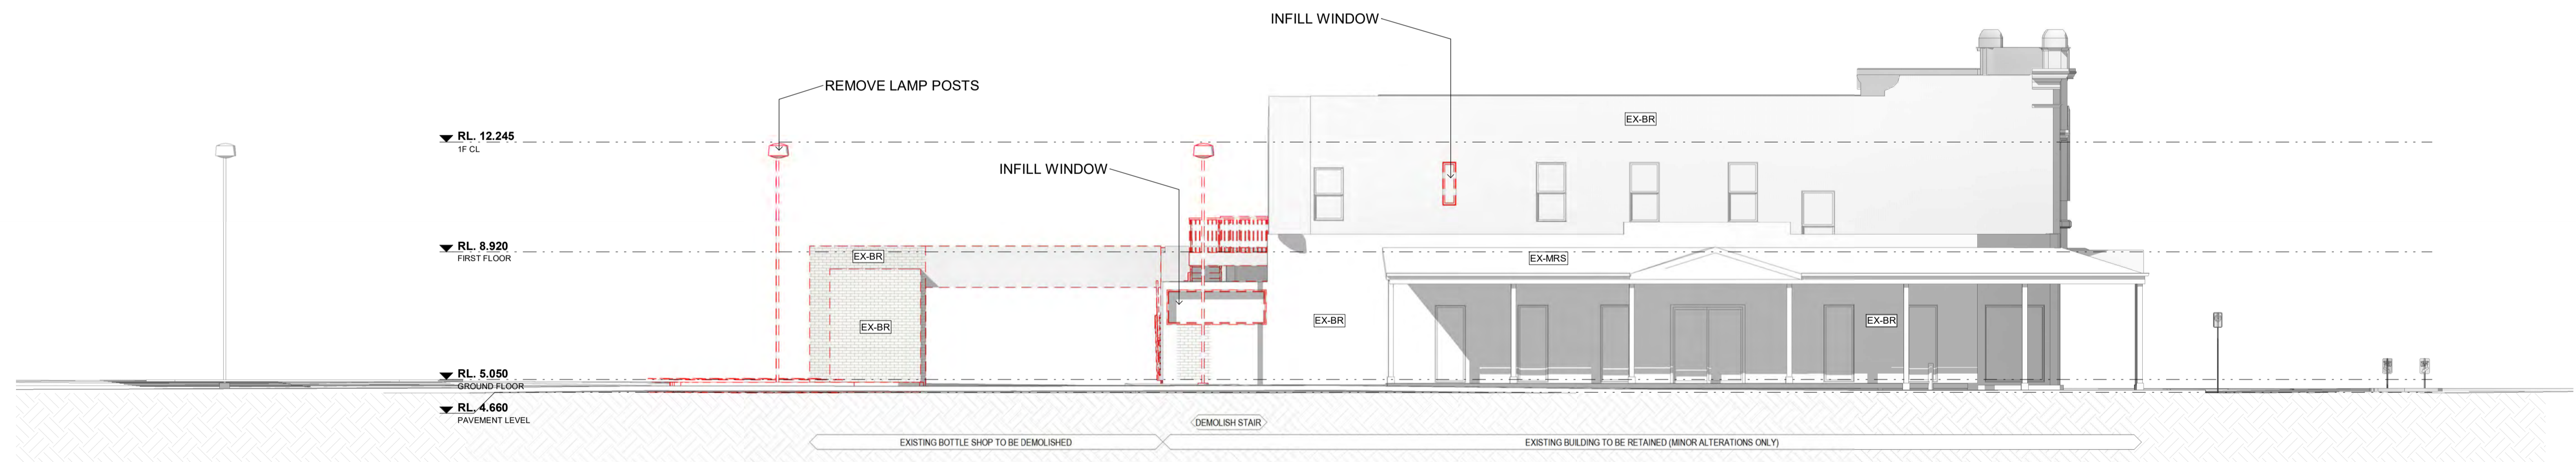 INFILL WINDOW
REMOVE LAMP POSTS
EX-BR
RL. 12.245
1F CL
INFILL WINDOW
RL. 8.920
FIRST FLOOR
EX-BR
EX-MRS
EX-BR
EX-BR
EX-BR
RL. 5.050
GROUND FLOOR
RL. 4.660
PAVEMENT LEVEL
DEMOLISH STAIR
EXISTING BOTTLE SHOP TO BE DEMOLISHED
EXISTING BUILDING TO BE RETAINED (MINOR ALTERATIONS ONLY)